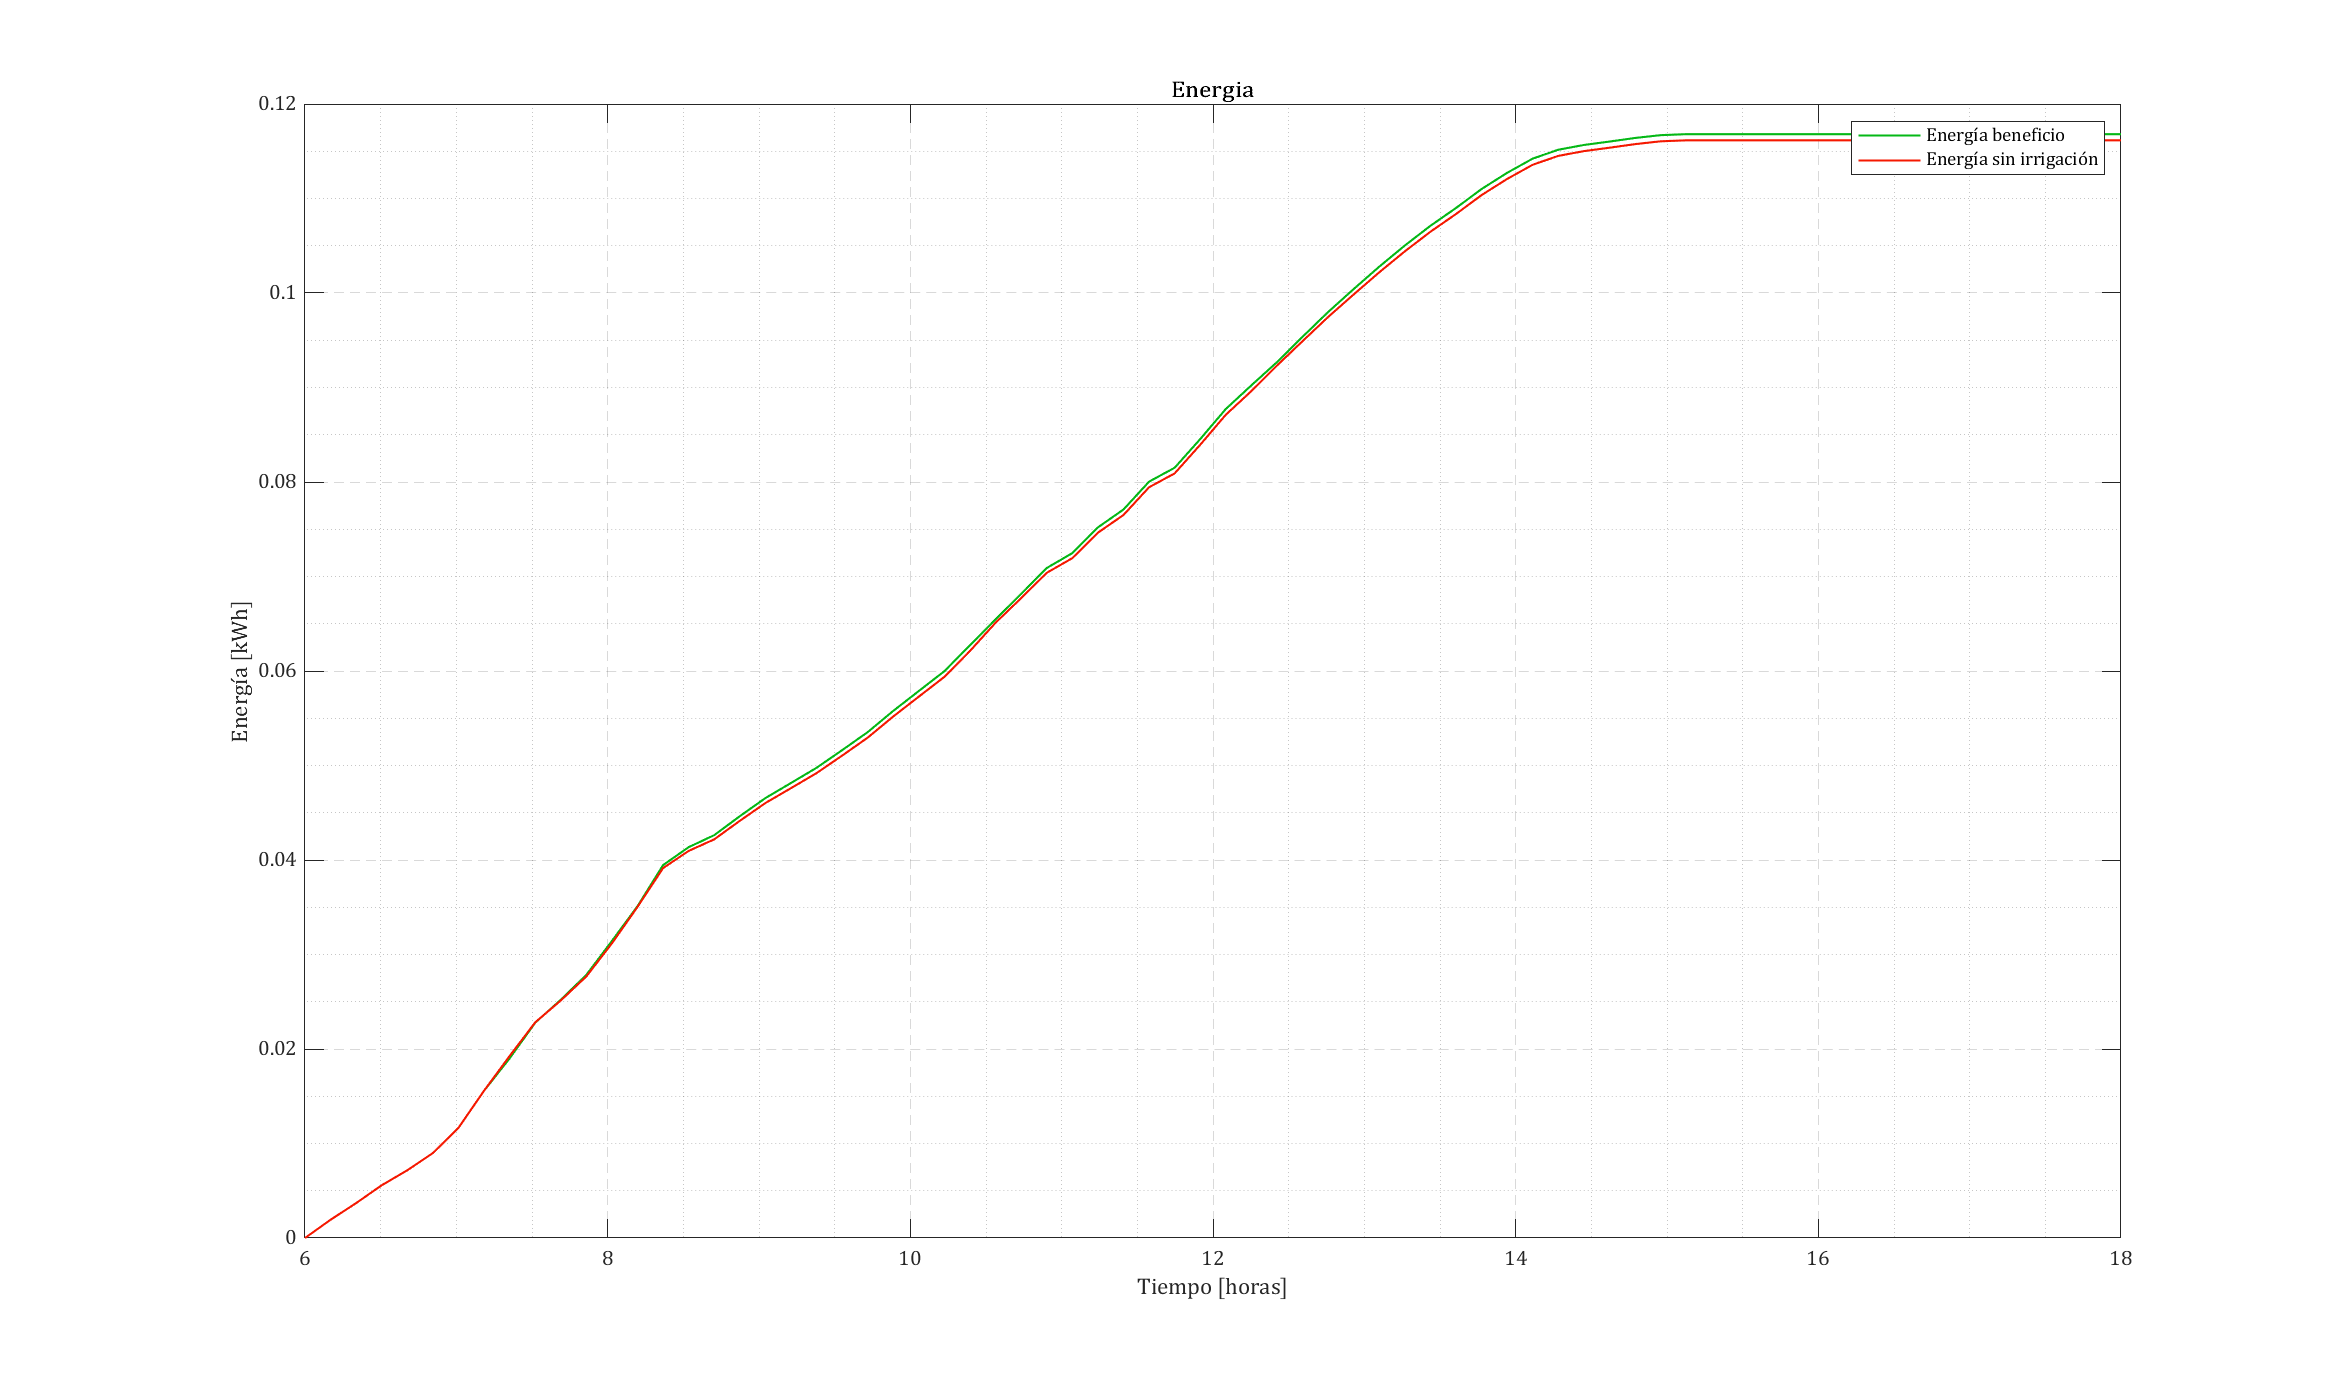 Energia
0.12
0.1
0.08
0.06
0.04
0.02
0
Energía [kWh]
6 8 10 12 14 16 18
Tiempo [horas]
Energía beneficio
Energía sin irrigación